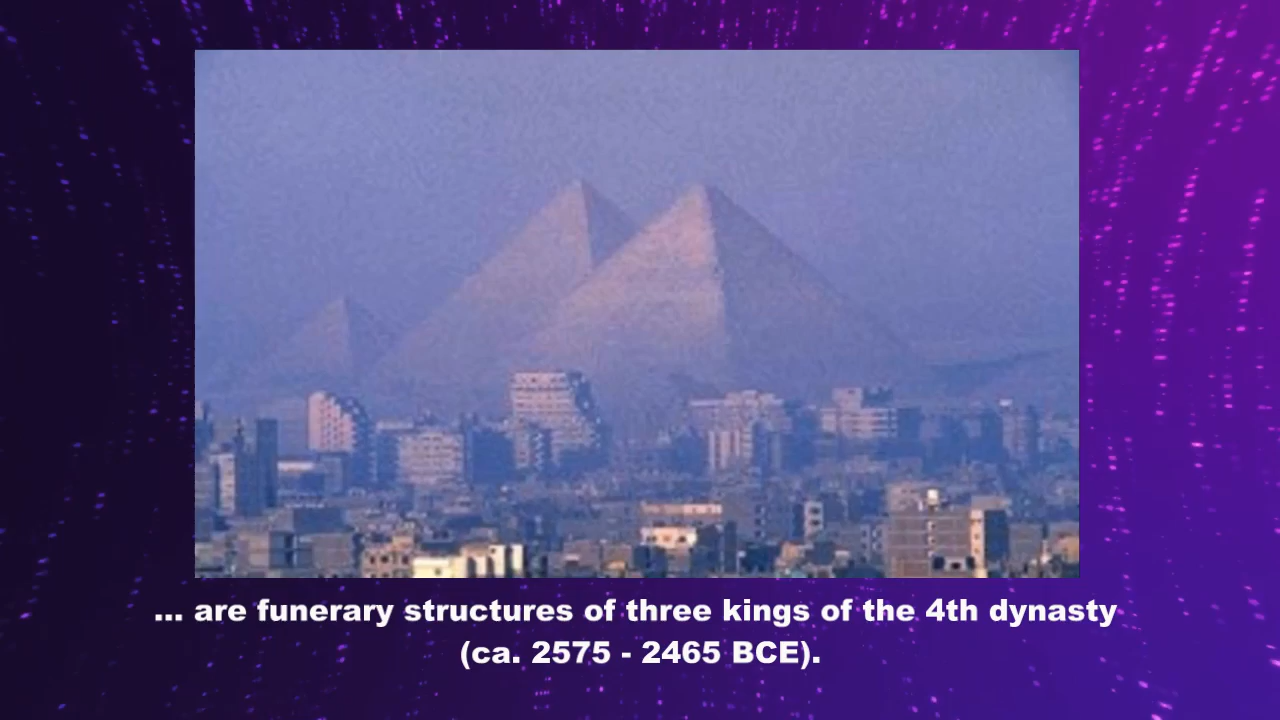 ... are funerary structures of three kings of the 4th dynasty
(ca. 2575 - 2465 BCE).